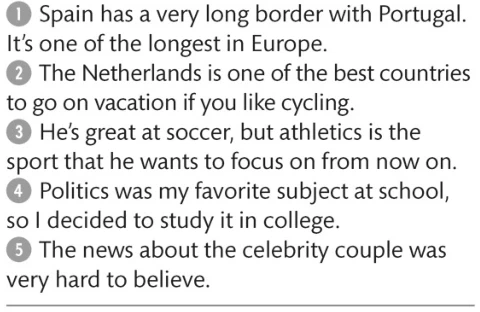 1 Spain has a very long border with Portugal.
It's one of the longest in Europe.
2 The Netherlands is one of the best countries
to go on vacation if you like cycling.
3 He's great at soccer, but athletics is the
sport that he wants to focus on from now on.
4 Politics was my favorite subject at school,
so I decided to study it in college.
5 The news about the celebrity couple was
very hard to believe.